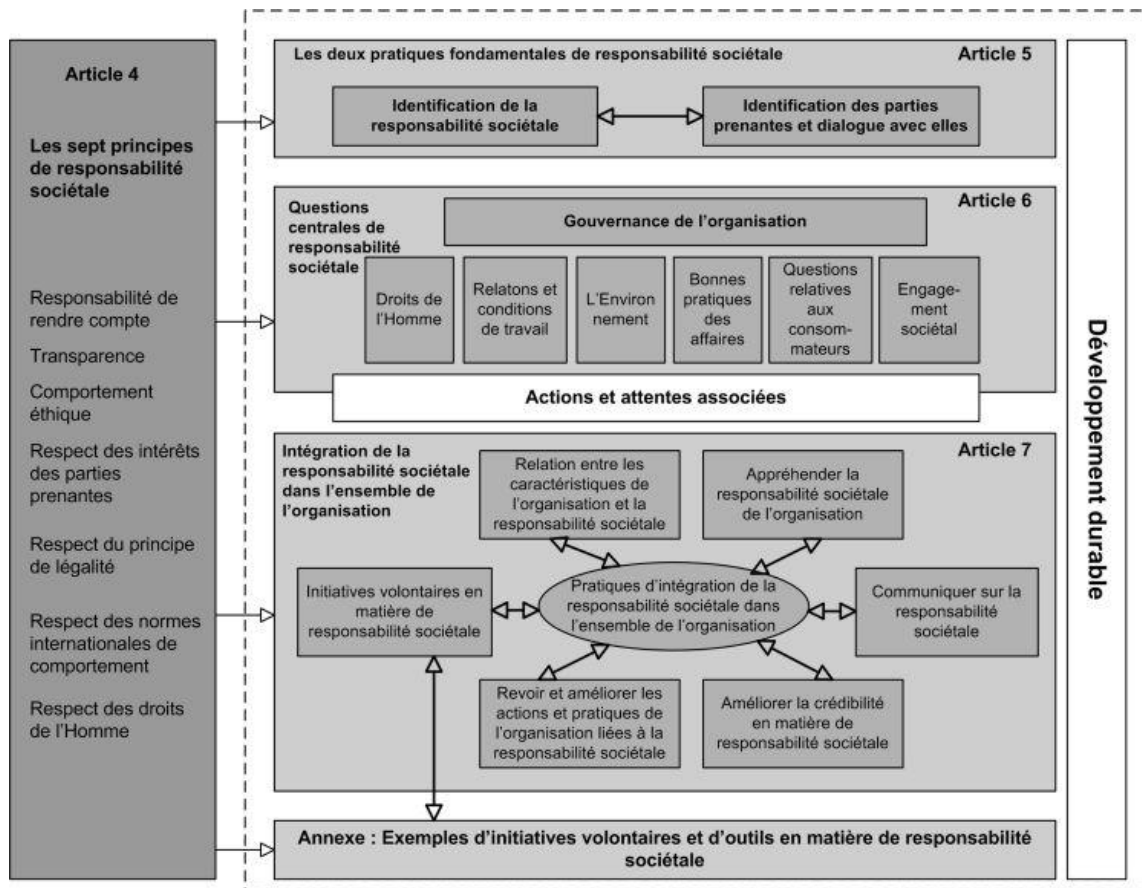 Article 4
Les sept principes
de responsabilité
sociétale
Responsabilité de
rendre compte
Transparence
Comportement
éthique
Respect des intérêts
des parties
prenantes
Respect du principe
de légalité
Respect des normes
internationales de
comportement
Respect des droits
de l'Homme
Les deux pratiques fondamentales de responsabilité sociétale
Article 5
Identification de la
responsabilité sociétale
Identification des parties
prenantes et dialogue avec elles
Questions
centrales de
responsabilité
sociétale
Article 6
Gouvernance de l'organisation
Droits de
l'Homme
Relatons et
conditions
de travail
L'Environ
nement
Bonnes
pratiques
des
affaires
Questions
relatives
aux
consom-
mateurs
Engage-
ment
sociétal
Actions et attentes associées
Intégration de la
responsabilité sociétale
dans l'ensemble de
l'organisation
Article 7
Relation entre les
caractéristiques de
l'organisation et la
responsabilité sociétale
Appréhender la
responsabilité sociétale
de l'organisation
Initiatives volontaires en
matière de
responsabilité sociétale
Pratiques d'intégration de la
responsabilité sociétale dans
l'ensemble de l'organisation
Communiquer sur la
responsabilité
sociétale
Revoir et améliorer les
actions et pratiques de
l'organisation liées à la
responsabilité sociétale
Améliorer la crédibilité
en matière de
responsabilité sociétale
Annexe : Exemples d'initiatives volontaires et d'outils en matière de responsabilité
sociétale
Développement durable